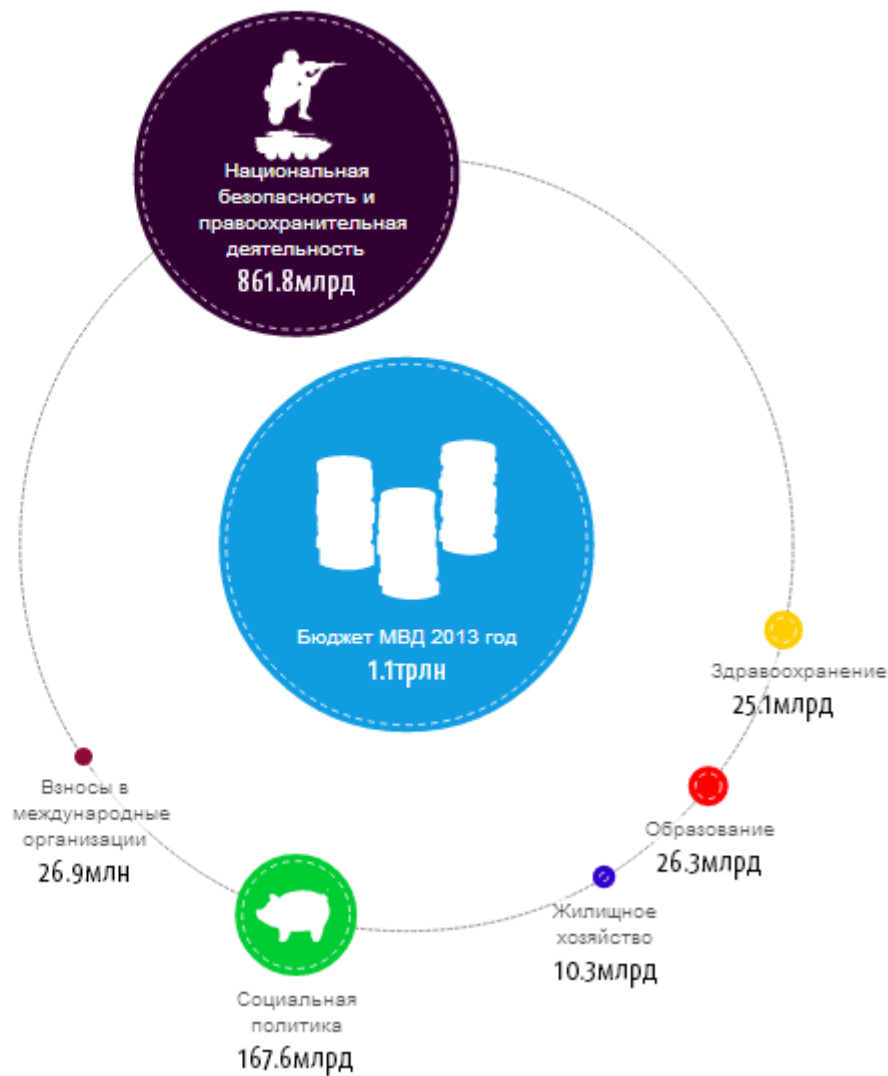 Национальная
безопасность и
правоохранительная
деятельность
861.8млрд
Бюджет МВД 2013 год
1.1трлн
Здравоохранение
25.1млрд
Образование
26.3млрд
Жилищное
хозяйство
10.3млрд
Социальная
политика
167.6млрд
Взносы в
международные
организации
26.9млн